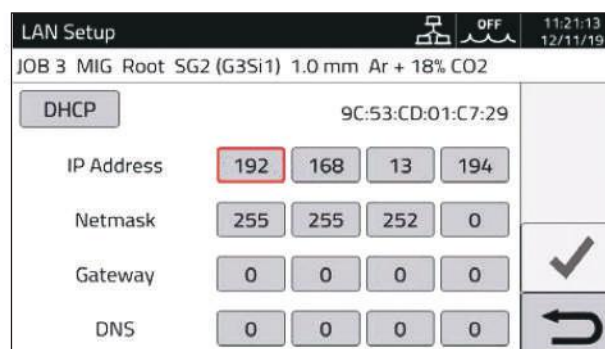 LAN Setup OFF 11:21:13
12/11/19
JOB 3 MIG Root SG2 (G3Si1) 1.0 mm Ar + 18% CO2
DHCP 9C:53:CD:01:C7:29
IP Address 192 168 13 194
Netmask 255 255 252 0
Gateway 0 0 0 0
DNS 0 0 0 0